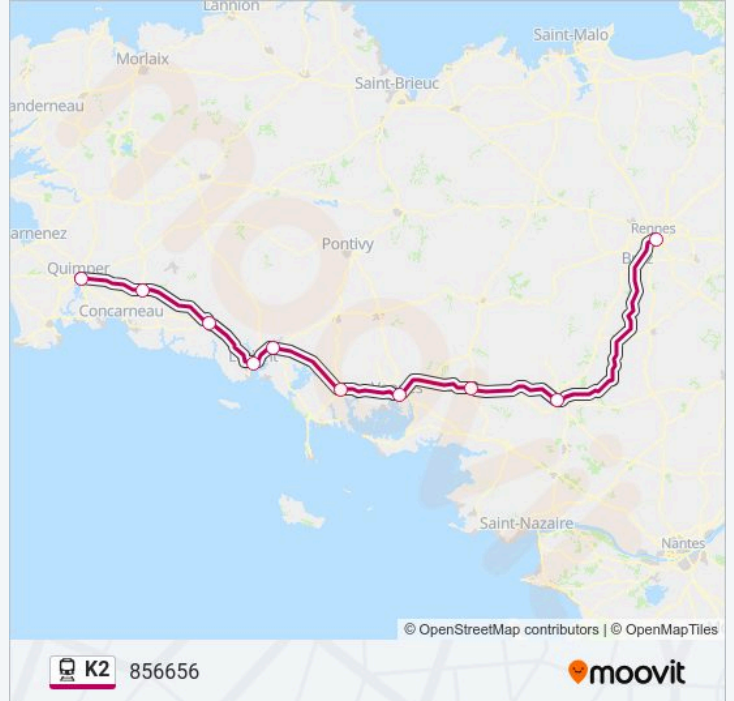 Lannion
Saint-Malo
Morlaix
Saint-Brieuc
anderneau
Rennes
arnenez
Pontivy
Quimper
Concarneau
Saint-Nazaire
Nantes
© OpenStreetMap contributors | © OpenMapTiles
K2 856656
moovit